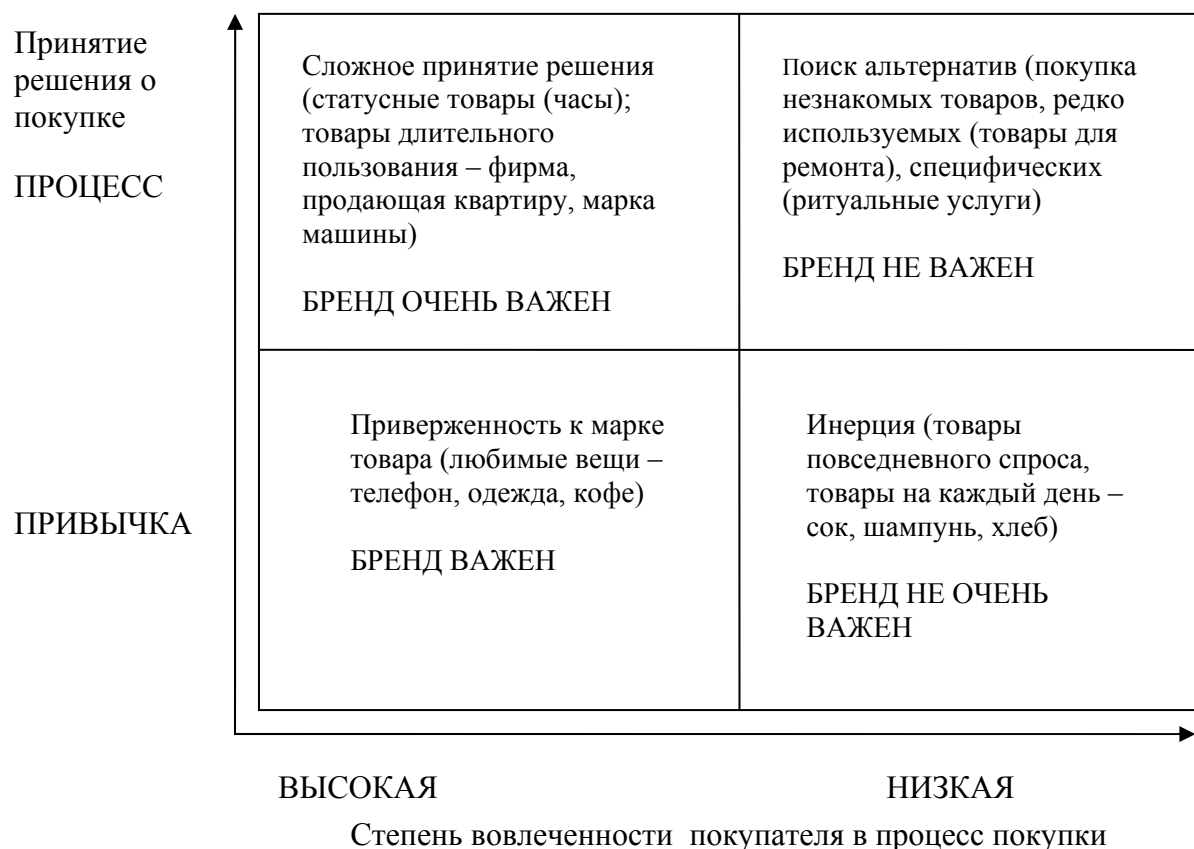 Принятие
решения о
покупке
ПРОЦЕСС
Сложное принятие решения
(статусные товары (часы);
товары длительного
пользования – фирма,
продающая квартиру, марка
машины)
БРЕНД ОЧЕНЬ ВАЖЕН
Поиск альтернатив (покупка
незнакомых товаров, редко
используемых (товары для
ремонта), специфических
(ритуальные услуги)
БРЕНД НЕ ВАЖЕН
ПРИВЫЧКА
Приверженность к марке
товара (любимые вещи –
телефон, одежда, кофе)
БРЕНД ВАЖЕН
Инерция (товары
повседневного спроса,
товары на каждый день –
сок, шампунь, хлеб)
БРЕНД НЕ ОЧЕНЬ
ВАЖЕН
ВЫСОКАЯ
НИЗКАЯ
Степень вовлеченности покупателя в процесс покупки